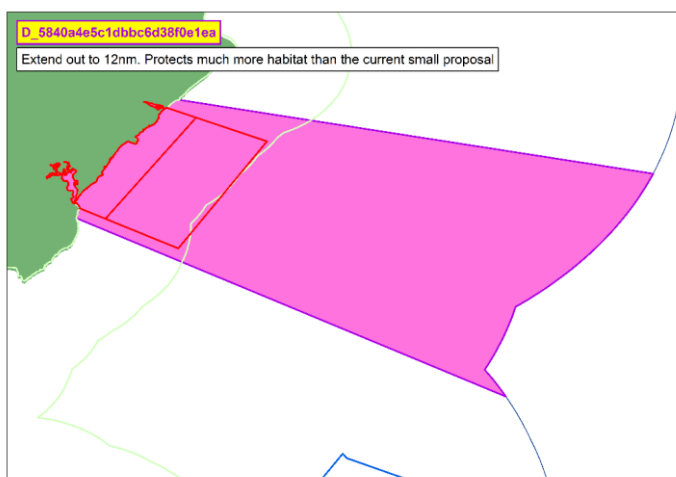 D_5840a4e5c1dbbc6d38f0e1ea
Extend out to 12nm. Protects much more habitat than the current small proposal